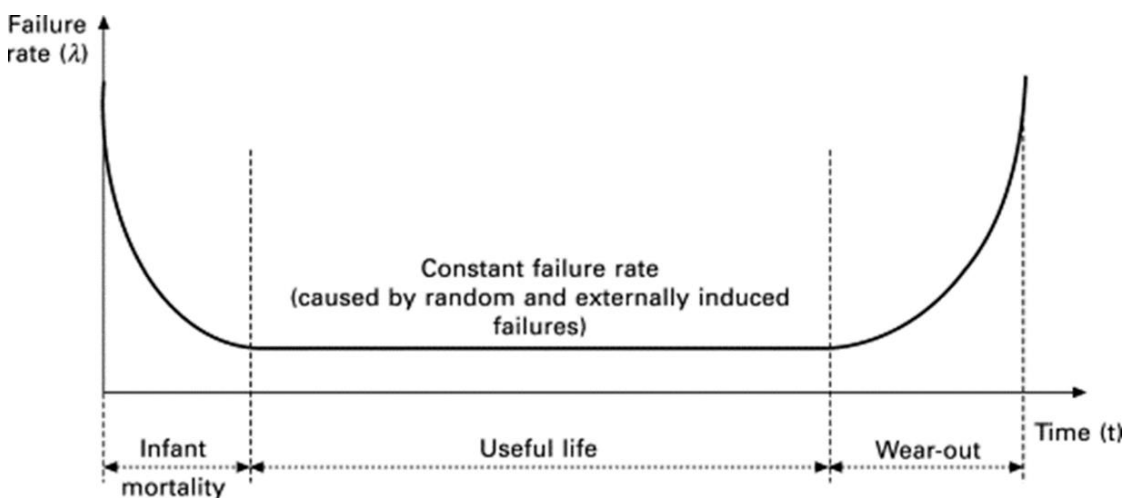 Failure
rate (λ)
Constant failure rate
(caused by random and externally induced
failures)
Time (t)
Infant
mortality
Useful life
Wear-out